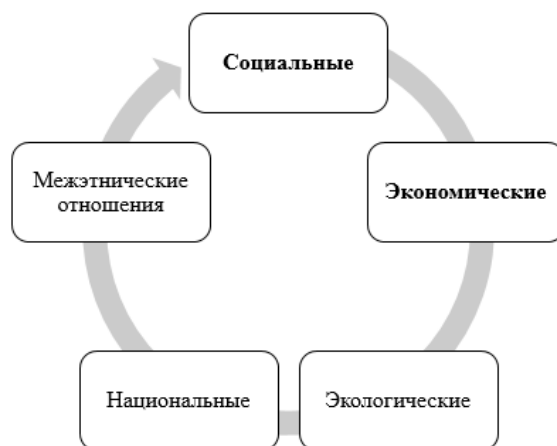 Социальные
Экономические
Экологические
Национальные
Межэтнические
отношения